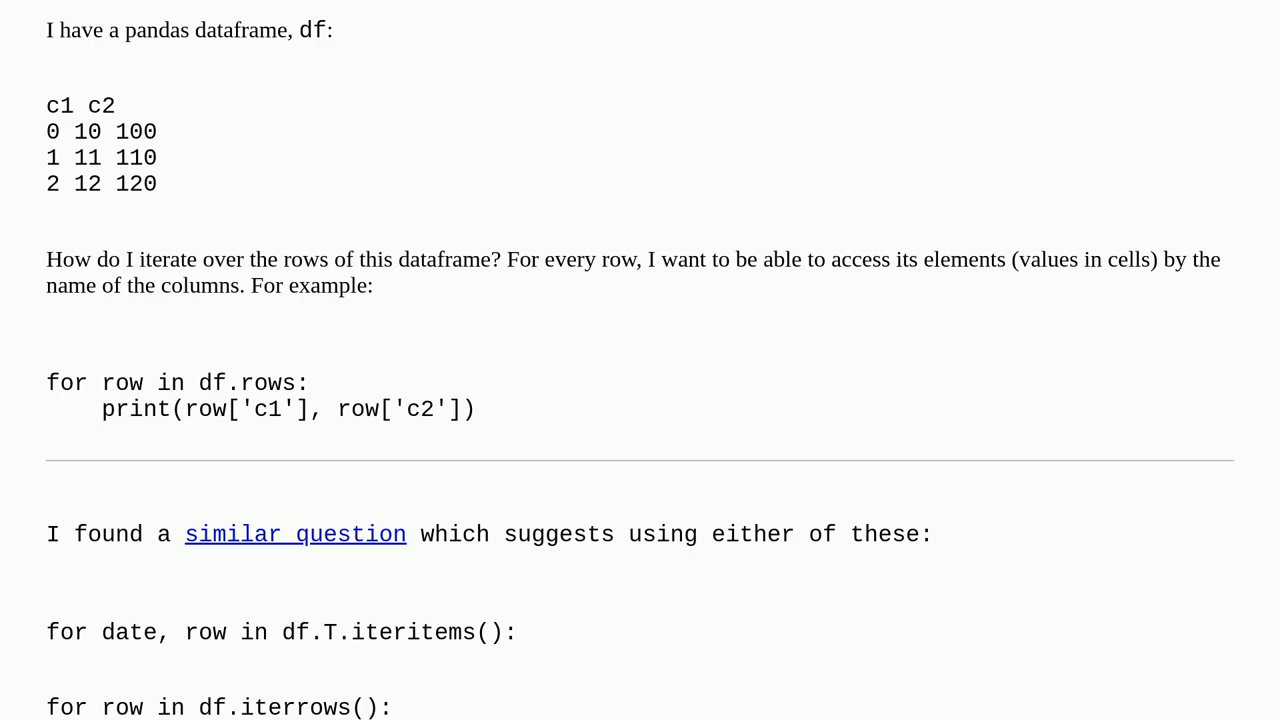 I have a pandas dataframe, df:
c1 c2
0 10 100
1 11 110
2 12 120
How do I iterate over the rows of this dataframe? For every row, I want to be able to access its elements (values in cells) by the
name of the columns. For example:
for row in df.rows:
    print(row['c1'], row['c2'])
I found a similar question which suggests using either of these:
for date, row in df.T.iteritems():
for row in df.iterrows():